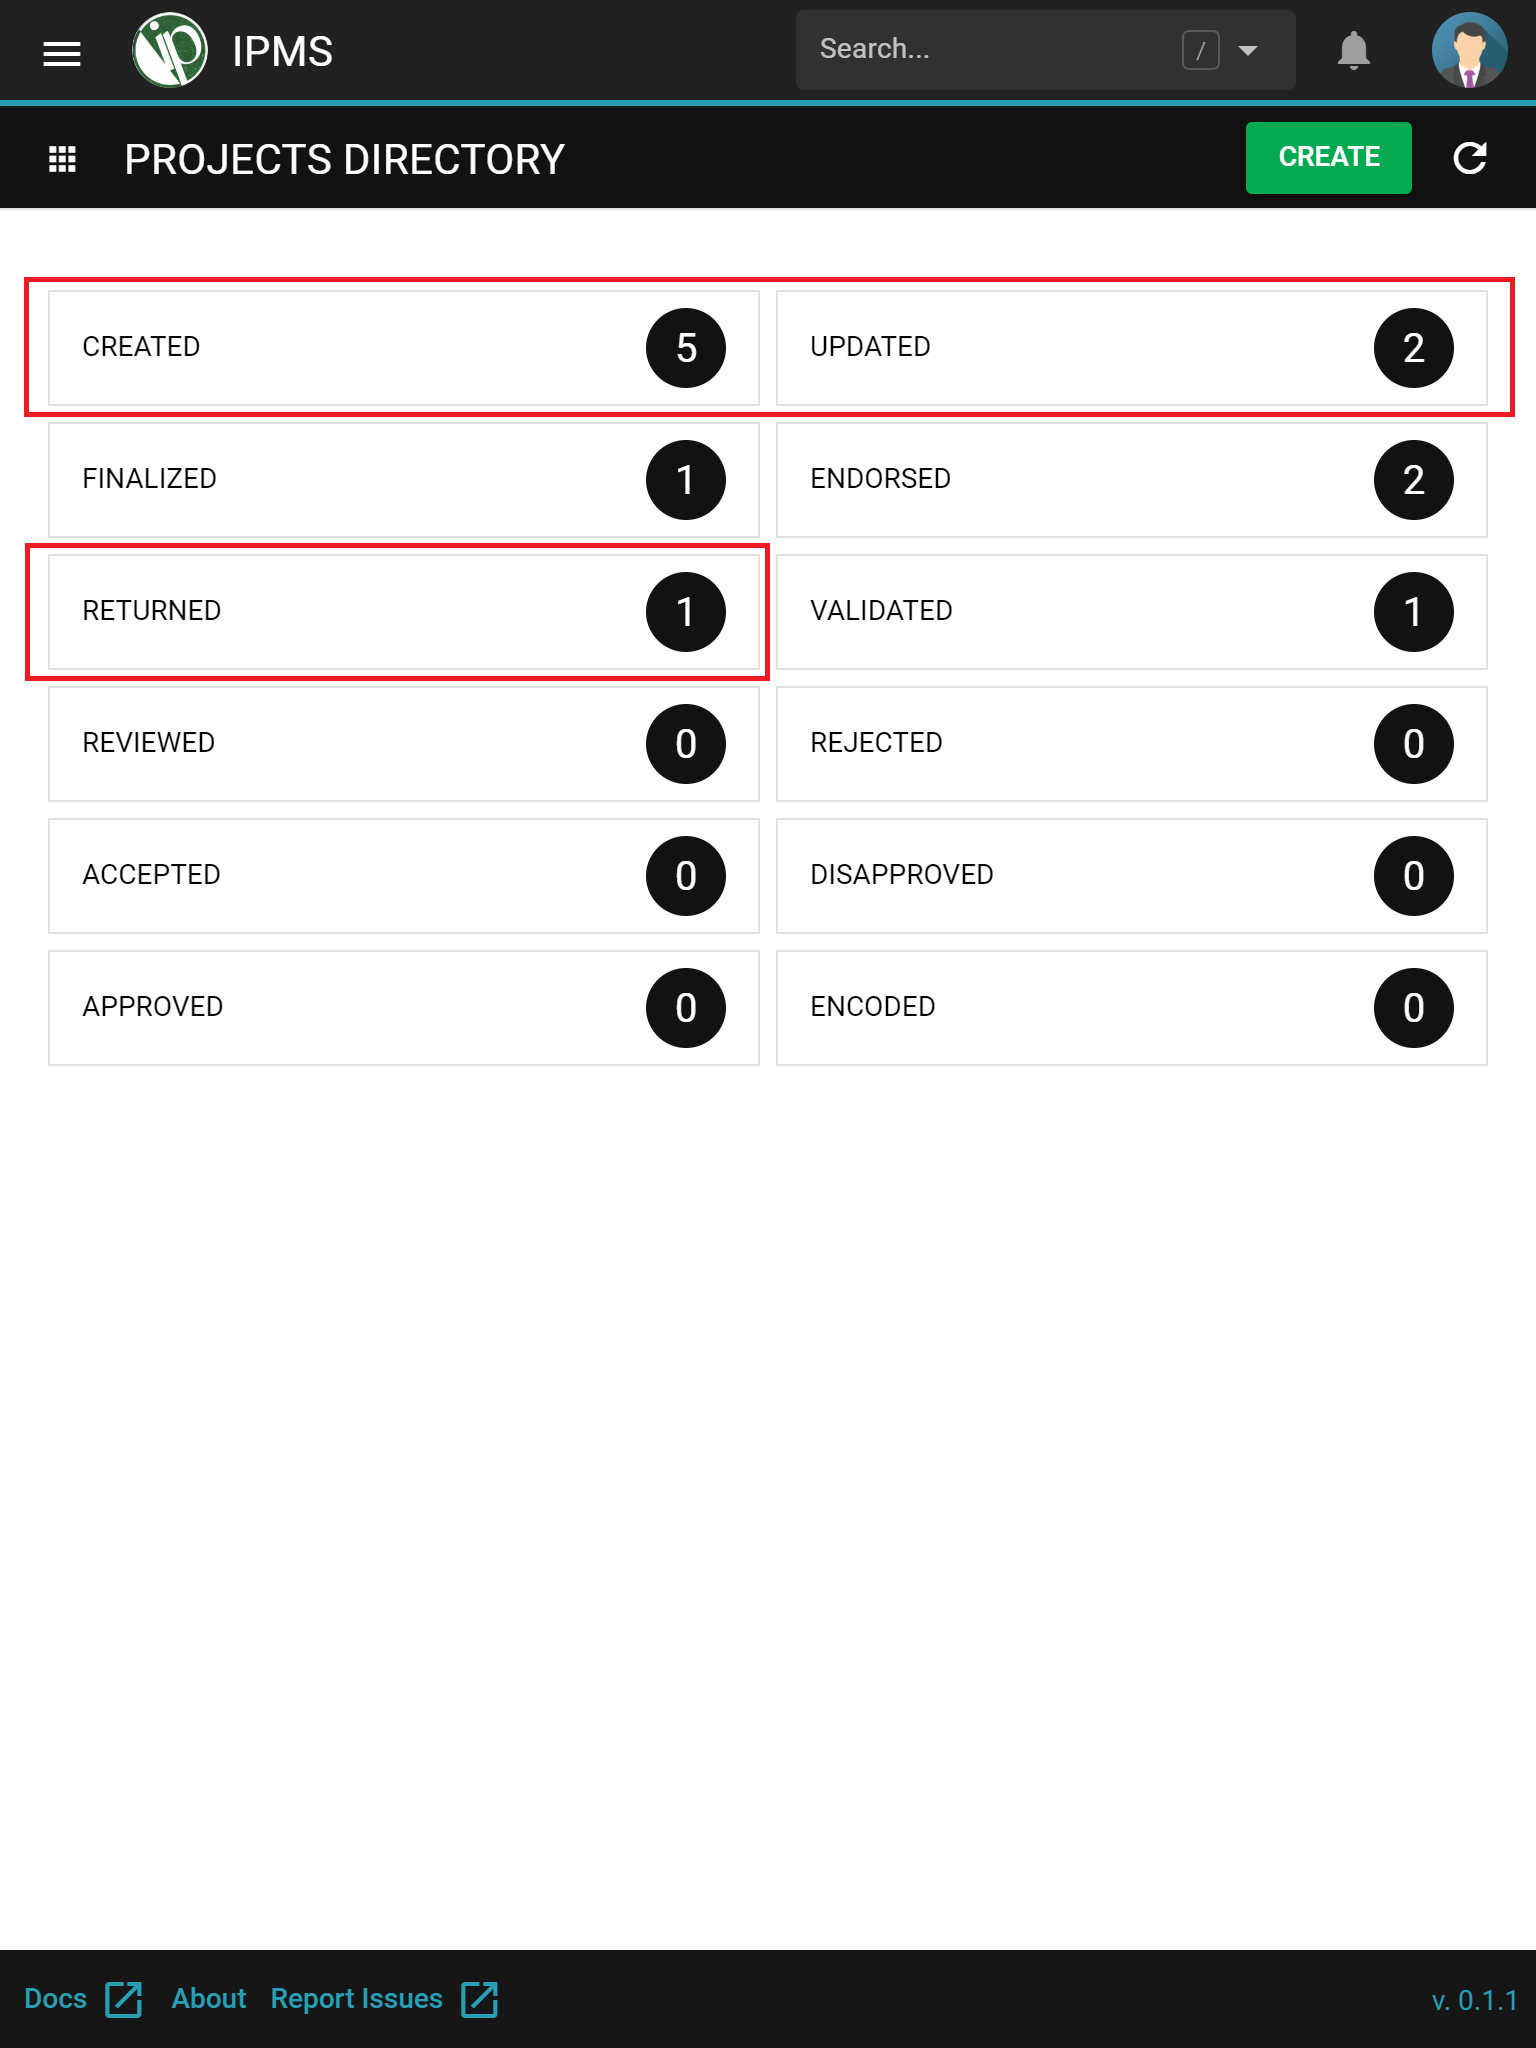 IPMS
Search... /
PROJECTS DIRECTORY
CREATE
CREATED 5
UPDATED 2
FINALIZED 1
ENDORSED 2
RETURNED 1
VALIDATED 1
REVIEWED 0
REJECTED 0
ACCEPTED 0
DISAPPROVED 0
APPROVED 0
ENCODED 0
Docs About Report Issues
v. 0.1.1